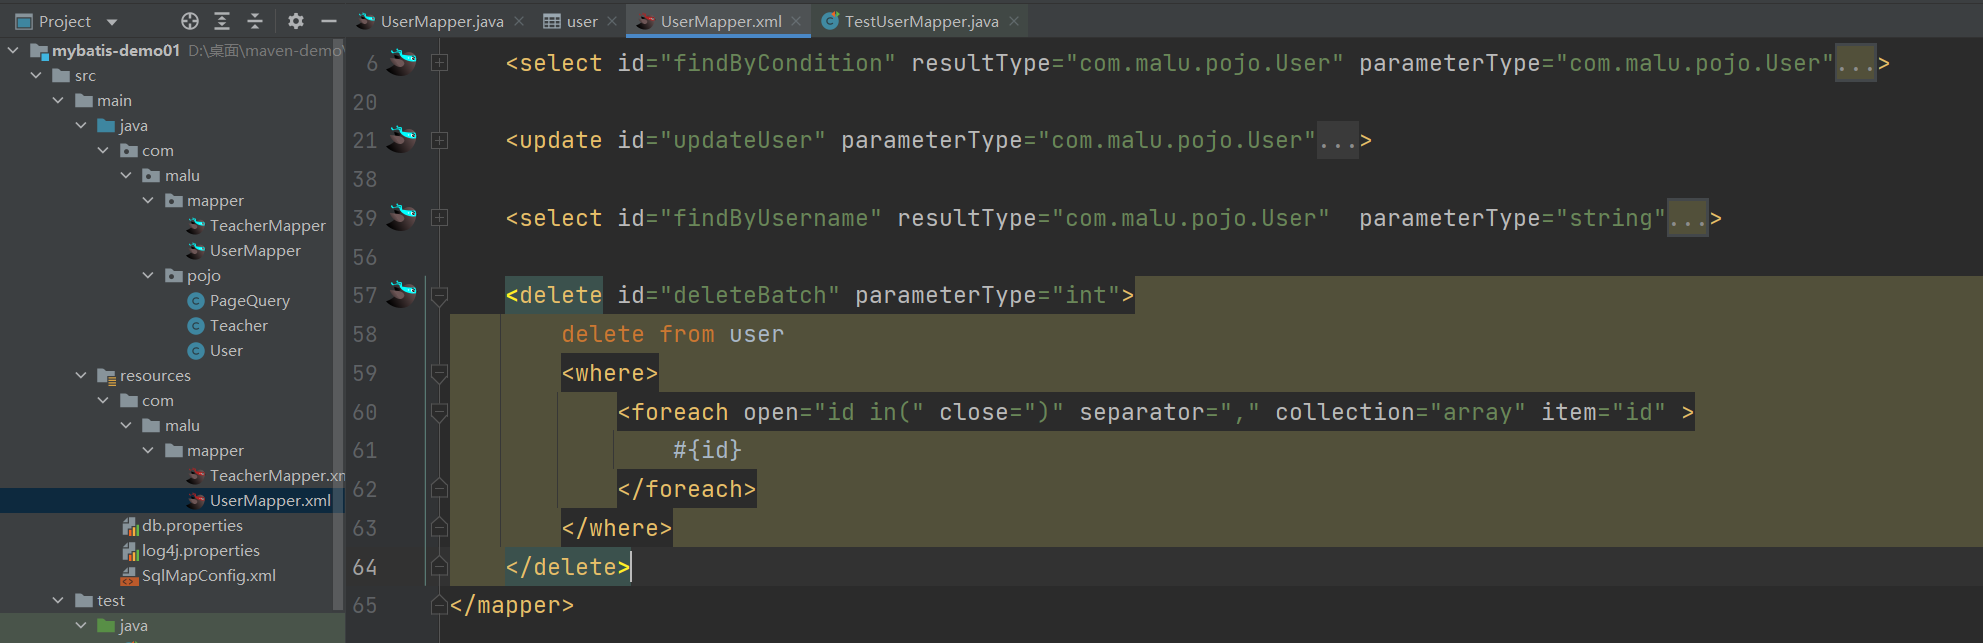 Project
UserMapper.java
user
UserMapper.xml
TestUserMapper.java
mybatis-demo01 D:\桌面\maven-demo\
src
main
java
com
malu
mapper
TeacherMapper
UserMapper
pojo
PageQuery
Teacher
User
resources
com
malu
mapper
TeacherMapper.xm
UserMapper.xml
db.properties
log4j.properties
SqlMapConfig.xml
test
java
6 <select id="findByCondition" resultType="com.malu.pojo.User" parameterType="com.malu.pojo.User"...>
20
21 <update id="updateUser" parameterType="com.malu.pojo.User"...>
38
39 <select id="findByUsername" resultType="com.malu.pojo.User"  parameterType="string"...>
56
57 <delete id="deleteBatch" parameterType="int">
58 delete from user
59 <where>
60 <foreach open="id in(" close=")" separator="," collection="array" item="id" >
61 #{id}
62 </foreach>
63 </where>
64 </delete>
65 </mapper>